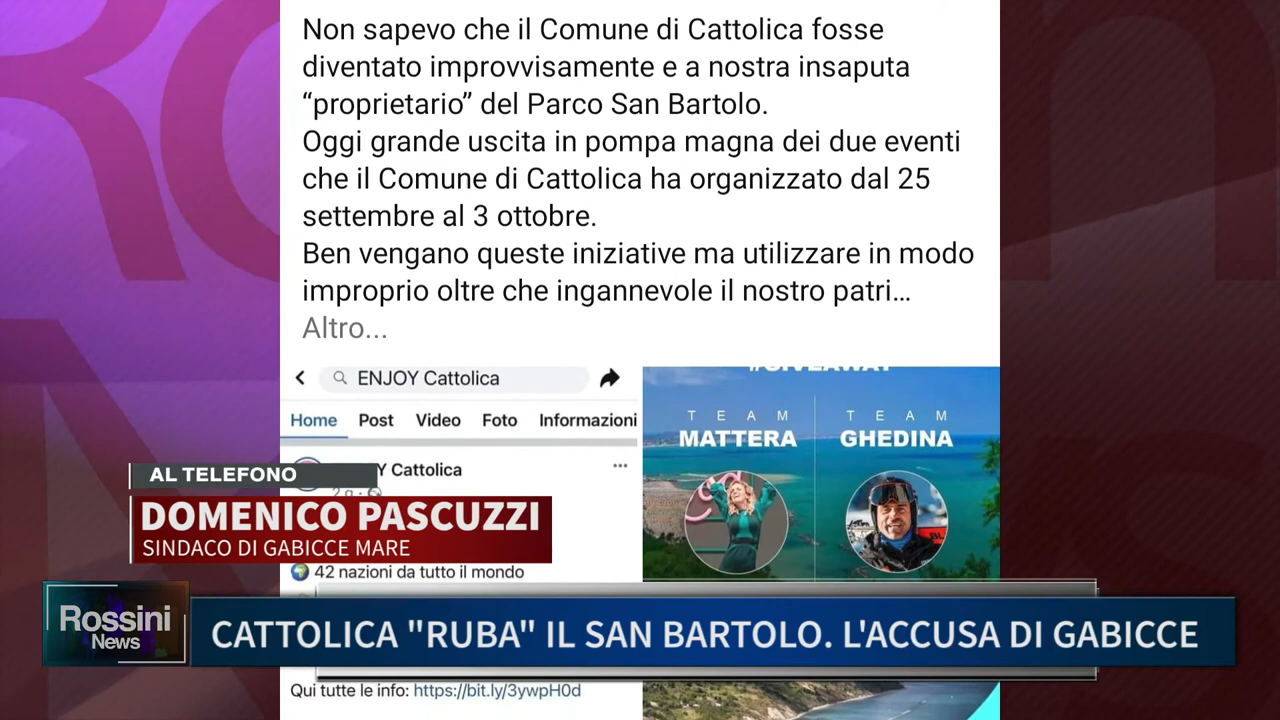 Non sapevo che il Comune di Cattolica fosse
diventato improvvisamente e a nostra insaputa
“proprietario” del Parco San Bartolo.
Oggi grande uscita in pompa magna dei due eventi
che il Comune di Cattolica ha organizzato dal 25
settembre al 3 ottobre.
Ben vengano queste iniziative ma utilizzare in modo
improprio oltre che ingannevole il nostro patri...
Altro...
ENJOY Cattolica
Home Post Video Foto Informazioni
Y Cattolica
#GIVEAWAY
TEAM
MATTERA
TEAM
GHEDINA
AL TELEFONO
DOMENICO PASCUZZI
SINDACO DI GABICCE MARE
42 nazioni da tutto il mondo
Rossini
News
CATTOLICA "RUBA" IL SAN BARTOLO. L'ACCUSA DI GABICCE
Qui tutte le info: https://bit.ly/3ywpH0d